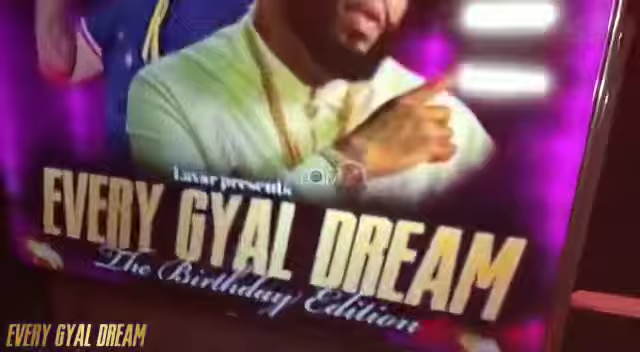 Lavar presents
EVERY GYAL DREAM
The Birthday Edition
EVERY GYAL DREAM